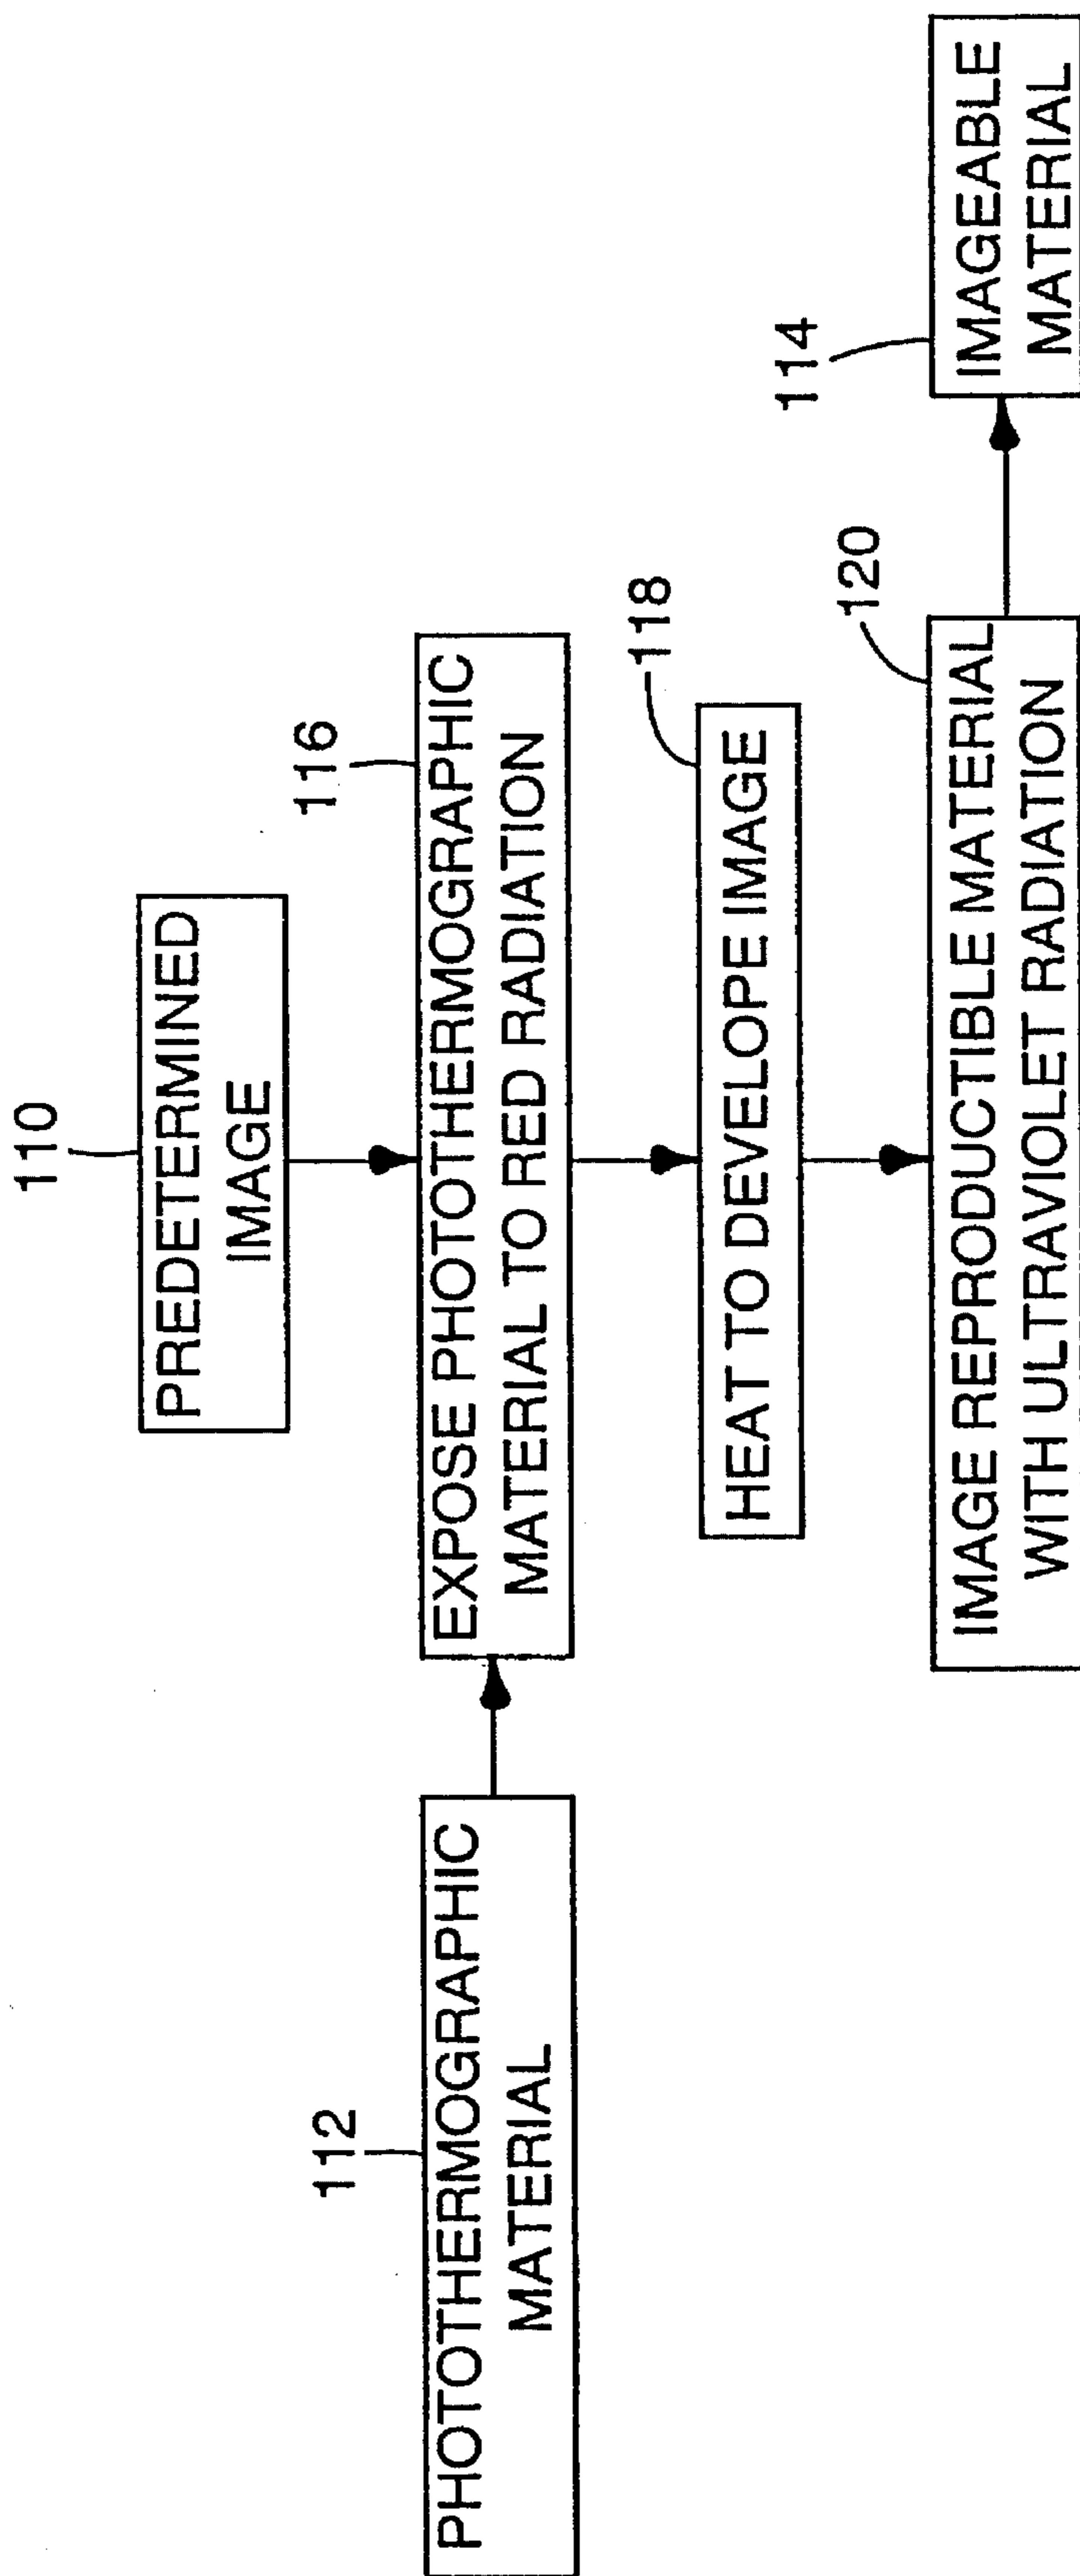 110
PREDETERMINED
IMAGE
112
PHOTOTHERMOGRAPHIC
MATERIAL
116
EXPOSE PHOTOTHERMOGRAPHIC
MATERIAL TO RED RADIATION
118
HEAT TO DEVELOPE IMAGE
120
IMAGE REPRODUCTIBLE MATERIAL
WITH ULTRAVIOLET RADIATION
114
IMAGEABLE
MATERIAL